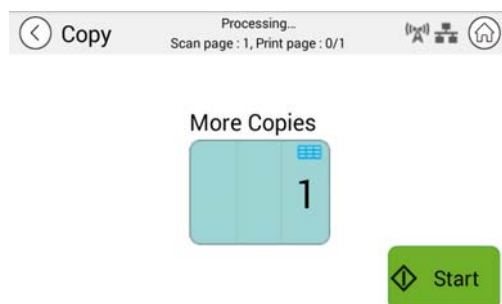 Copy
Processing...
Scan page : 1, Print page : 0/1
More Copies
1
Start